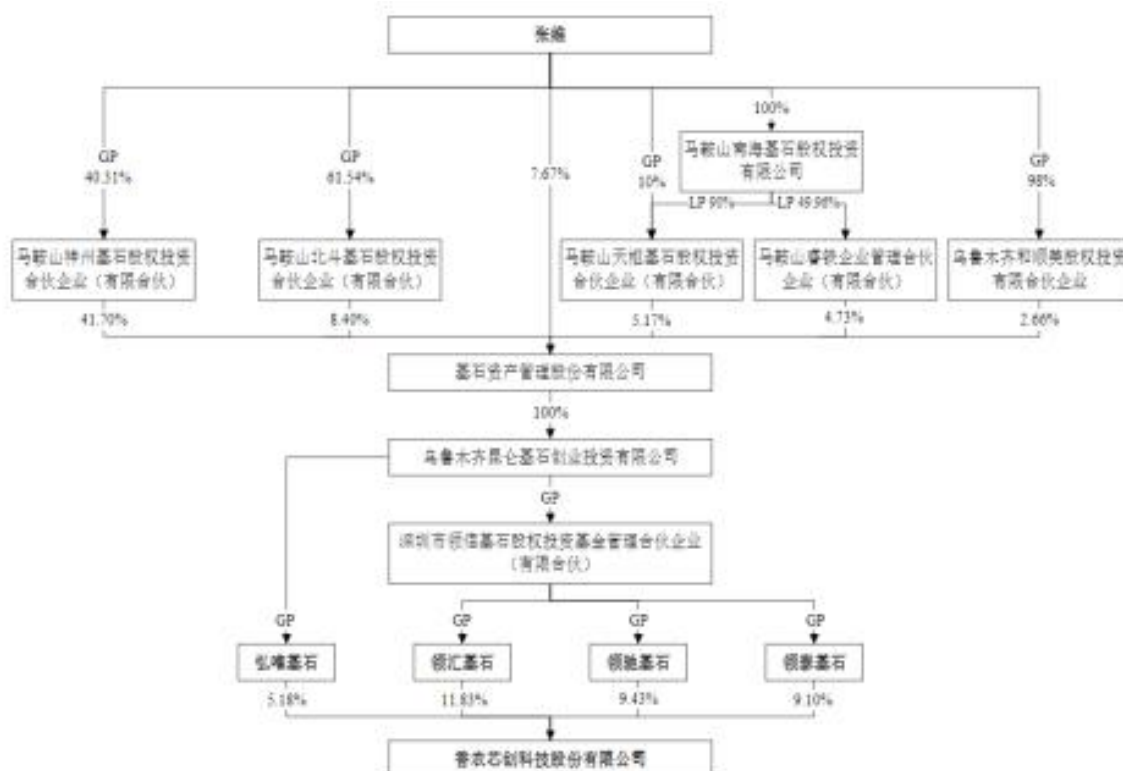 张维
100%
GP
40.31%
GP
61.54%
7.67%
GP
10%
马鞍山南海基石股权投资
有限公司
GP
98%
LP 90%
LP 49.96%
马鞍山神州基石股权投资
合伙企业（有限合伙）
马鞍山北斗基石股权投资
合伙企业（有限合伙）
马鞍山天枢基石股权投资
合伙企业（有限合伙）
马鞍山睿轶企业管理合伙
企业（有限合伙）
乌鲁木齐和顺美股权投资
有限合伙企业
41.70%
8.40%
5.17%
4.73%
2.66%
基石资产管理股份有限公司
100%
乌鲁木齐昆仑基石创业投资有限公司
GP
深圳市领信基石股权投资基金管理合伙企业
（有限合伙）
GP
GP
GP
GP
弘唯基石
领汇基石
领驰基石
领泰基石
5.18%
11.83%
9.43%
9.10%
香农芯创科技股份有限公司